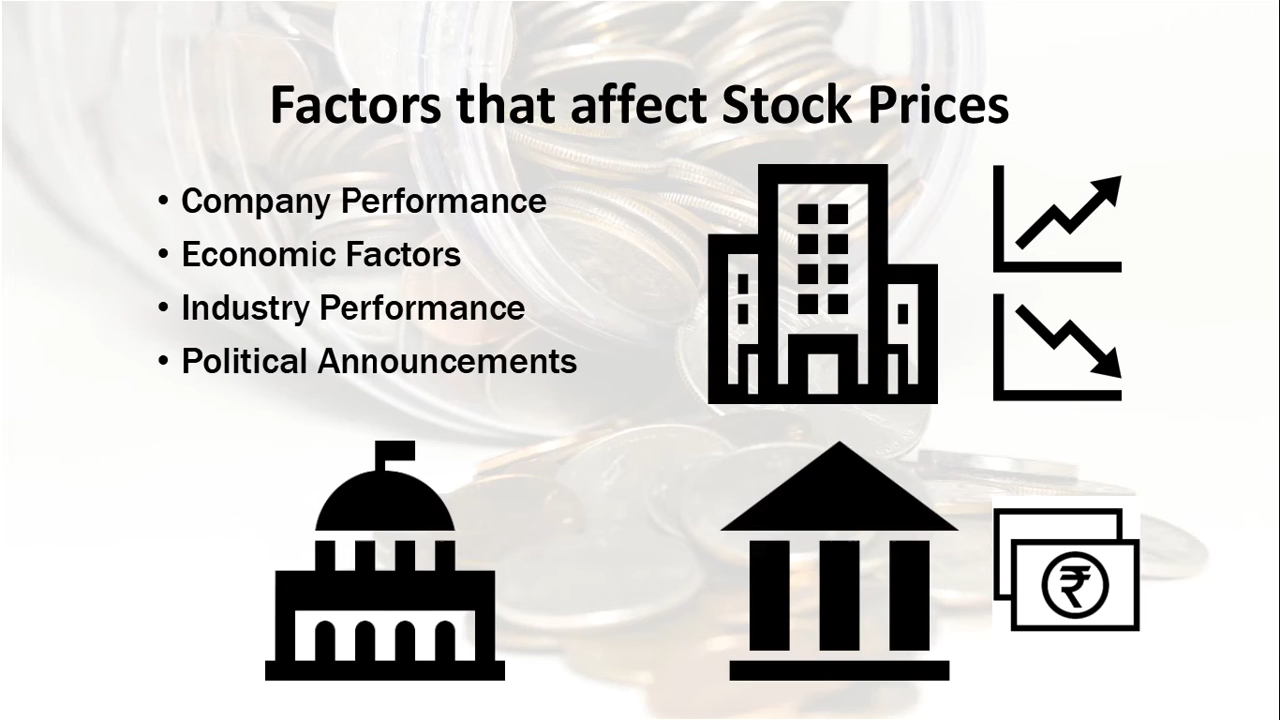 Factors that affect Stock Prices
• Company Performance
• Economic Factors
• Industry Performance
• Political Announcements
₹